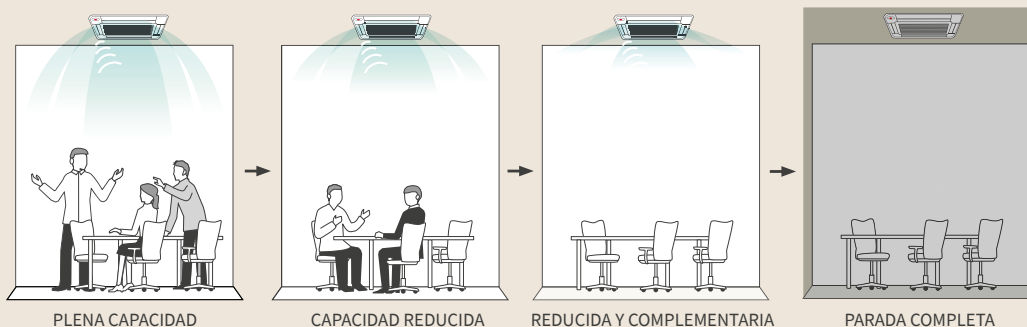 PLENA CAPACIDAD
CAPACIDAD REDUCIDA
REDUCIDA Y COMPLEMENTARIA
PARADA COMPLETA